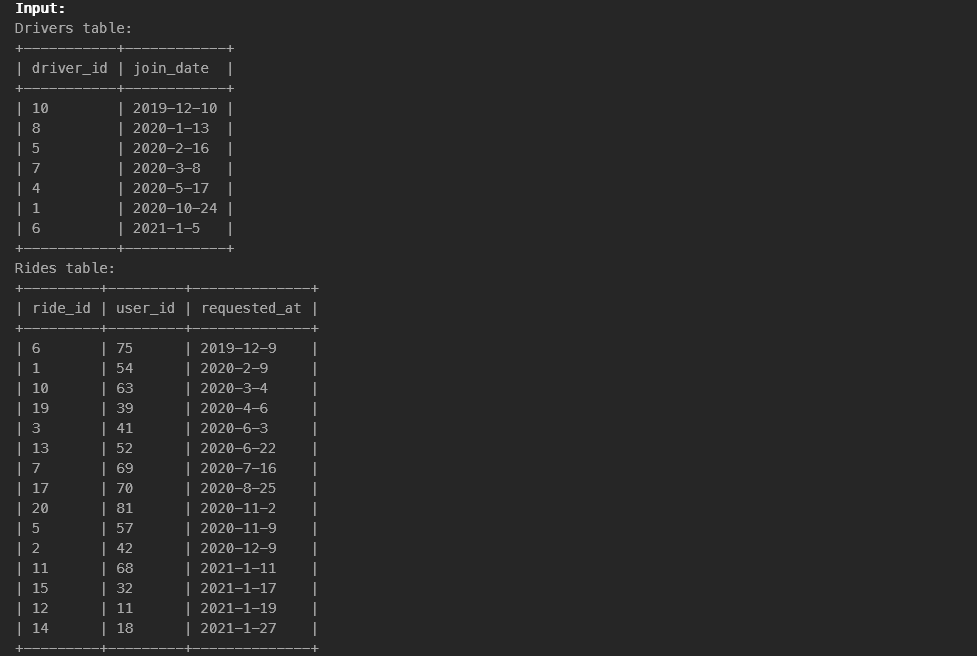 Input:
Drivers table:
+-----------+------------+
| driver_id | join_date  |
+-----------+------------+
| 10        | 2019-12-10 |
| 8         | 2020-1-13  |
| 5         | 2020-2-16  |
| 7         | 2020-3-8   |
| 4         | 2020-5-17  |
| 1         | 2020-10-24 |
| 6         | 2021-1-5   |
+-----------+------------+
Rides table:
+---------+---------+--------------+
| ride_id | user_id | requested_at |
+---------+---------+--------------+
| 6       | 75      | 2019-12-9    |
| 1       | 54      | 2020-2-9     |
| 10      | 63      | 2020-3-4     |
| 19      | 39      | 2020-4-6     |
| 3       | 41      | 2020-6-3     |
| 13      | 52      | 2020-6-22    |
| 7       | 69      | 2020-7-16    |
| 17      | 70      | 2020-8-25    |
| 20      | 81      | 2020-11-2    |
| 5       | 57      | 2020-11-9    |
| 2       | 42      | 2020-12-9    |
| 11      | 68      | 2021-1-11    |
| 15      | 32      | 2021-1-17    |
| 12      | 11      | 2021-1-19    |
| 14      | 18      | 2021-1-27    |
+---------+---------+--------------+